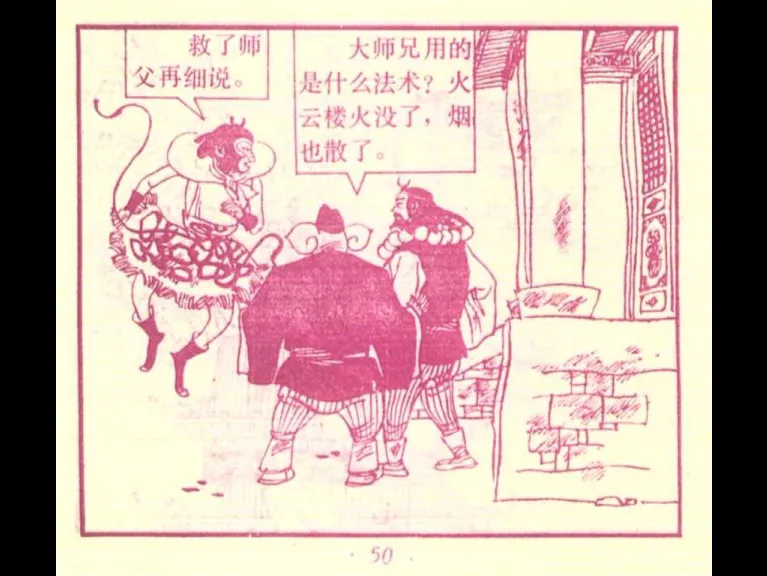 救了师
父再细说。
大师兄用的
是什么法术？火
云楼火没了，烟
也散了。
· 50 ·